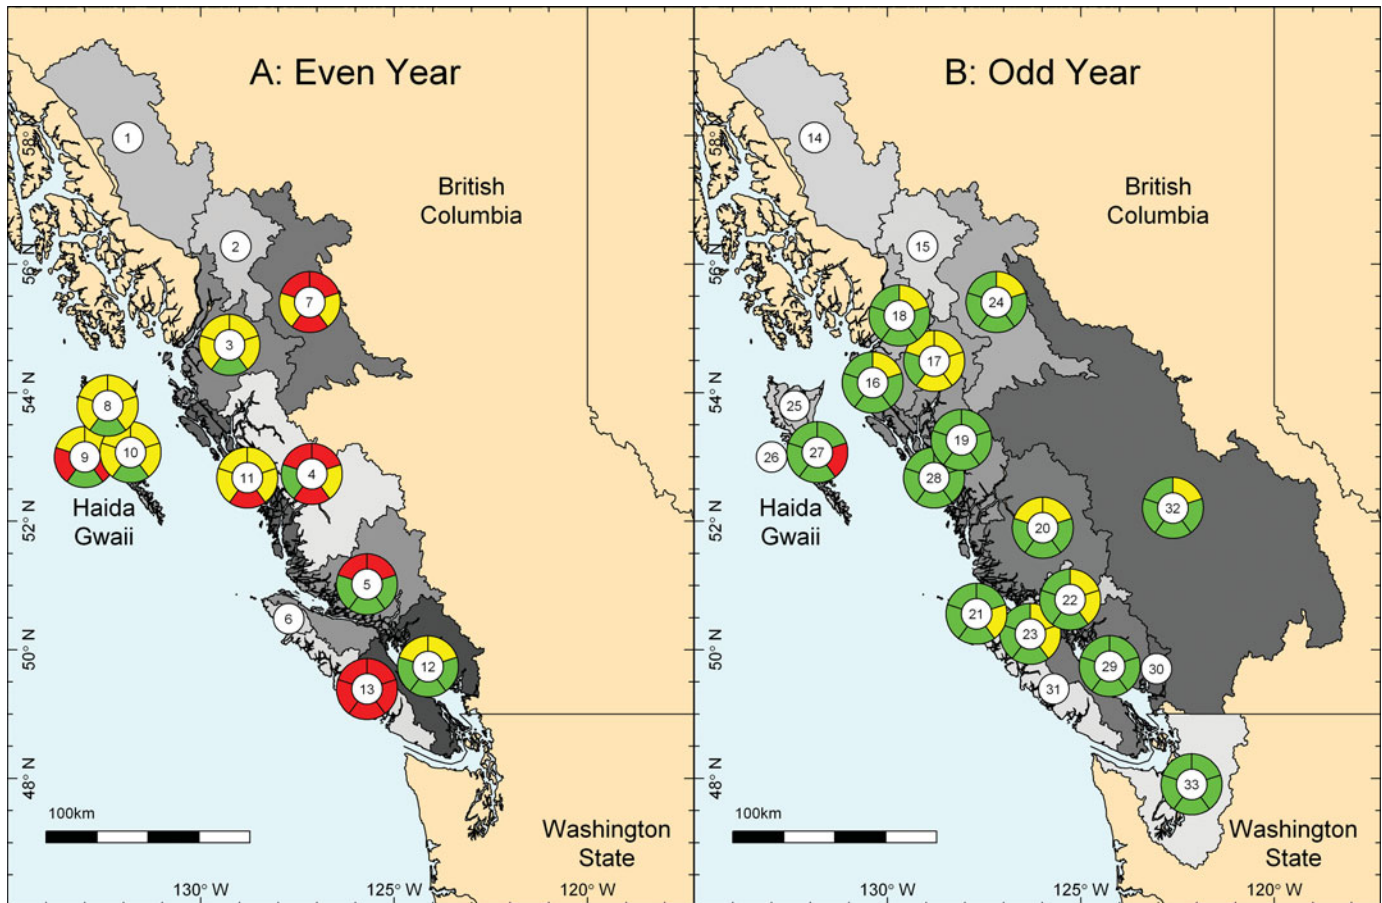 A: Even Year
B: Odd Year
1
14
58° N
58° N
British
Columbia
British
Columbia
2
15
56° N
56° N
7
24
3
18
17
54° N
54° N
16
8
25
9
10
26
27
19
11
4
28
Haida
Gwaii
Haida
Gwaii
32
52° N
52° N
20
5
22
6
21
23
50° N
50° N
12
29
30
13
31
48° N
48° N
33
100km
100km
Washington
State
Washington
State
130° W
125° W
120° W
130° W
125° W
120° W